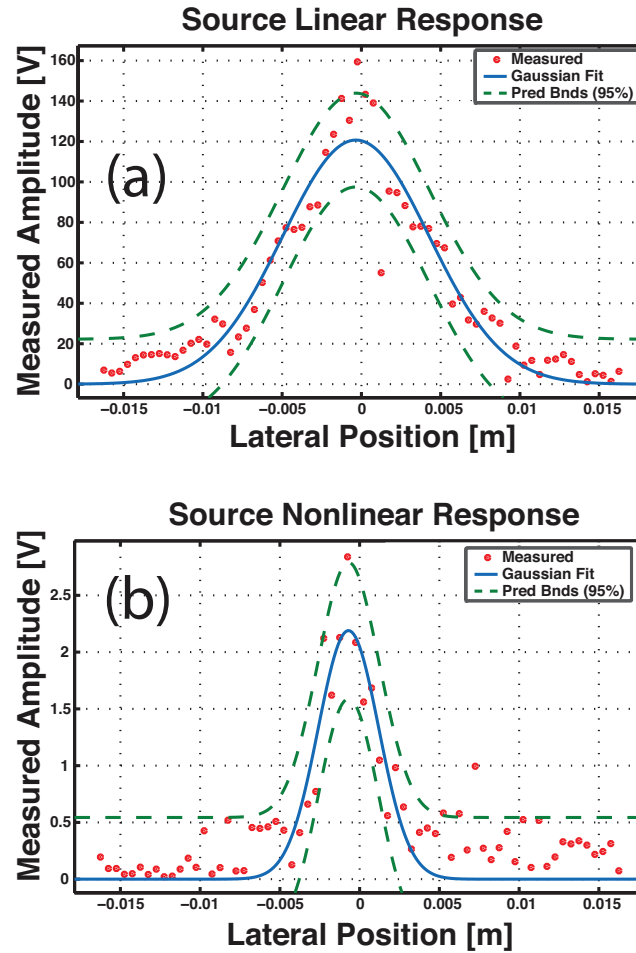 Source Linear Response
Measured Amplitude [V]
160
140
120
100
80
60
40
20
0
(a)
Measured
Gaussian Fit
Pred Bnds (95%)
−0.015 −0.01 −0.005 0 0.005 0.01 0.015
Lateral Position [m]
Source Nonlinear Response
Measured Amplitude [V]
2.5
2
1.5
1
0.5
0
(b)
Measured
Gaussian Fit
Pred Bnds (95%)
−0.015 −0.01 −0.005 0 0.005 0.01 0.015
Lateral Position [m]